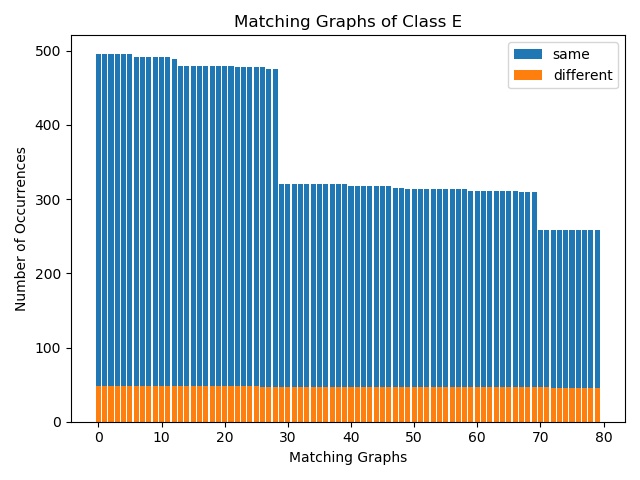 Matching Graphs of Class E
same
different
Number of Occurrences
500
400
300
200
100
0
0 10 20 30 40 50 60 70 80
Matching Graphs